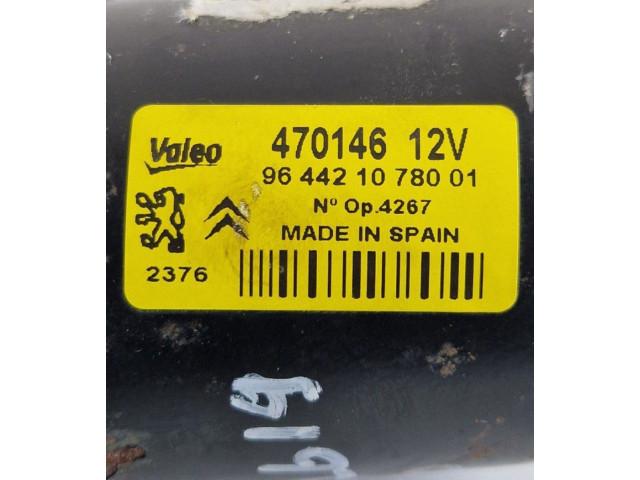 Valeo
470146 12V
96 442 10 780 01
Nº Op.4267
MADE IN SPAIN
2376